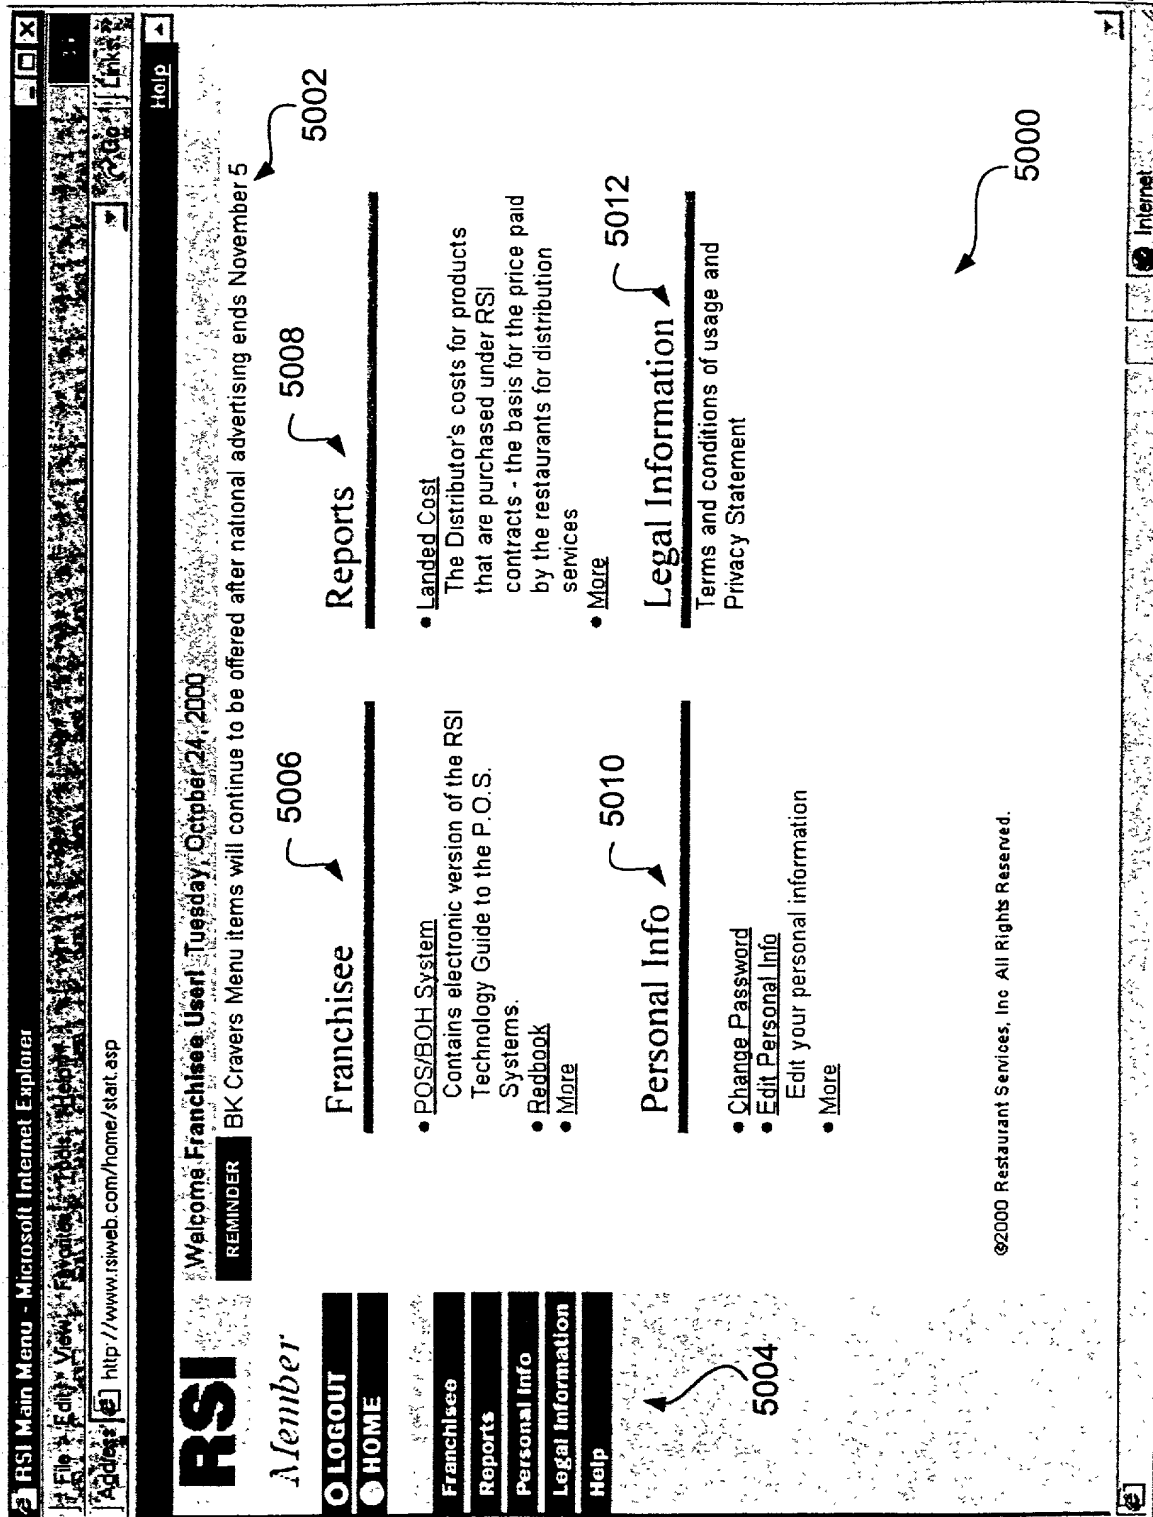 RSI Main Menu - Microsoft Internet Explorer
File Edit View Favorites Tools Help
Address http://www.rsiweb.com/home/start.asp Go Links »
Help
RSI
Welcome Franchisee User! Tuesday, October 24, 2000
REMINDER BK Cravers Menu items will continue to be offered after national advertising ends November 5
5002
Member
LOGOUT
HOME
Franchisee
Reports
Personal Info
Legal Information
Help
5004
5006
Franchisee
• POS/BOH System
Contains electronic version of the RSI
Technology Guide to the P.O.S.
Systems.
• Redbook
• More
5008
Reports
• Landed Cost
The Distributor's costs for products
that are purchased under RSI
contracts - the basis for the price paid
by the restaurants for distribution
services
• More
5010
Personal Info
• Change Password
• Edit Personal Info
Edit your personal information
• More
5012
Legal Information
Terms and conditions of usage and
Privacy Statement
5000
©2000 Restaurant Services, Inc All Rights Reserved.
Internet